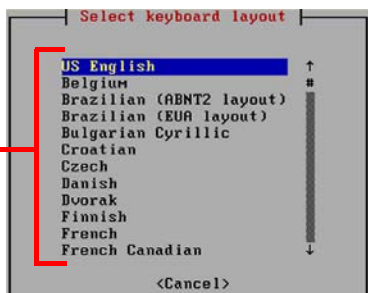 Select keyboard layout
US English
Belgium
Brazilian (ABNT2 layout)
Brazilian (EUA layout)
Bulgarian Cyrillic
Croatian
Czech
Danish
Dvorak
Finnish
French
French Canadian
<Cancel>